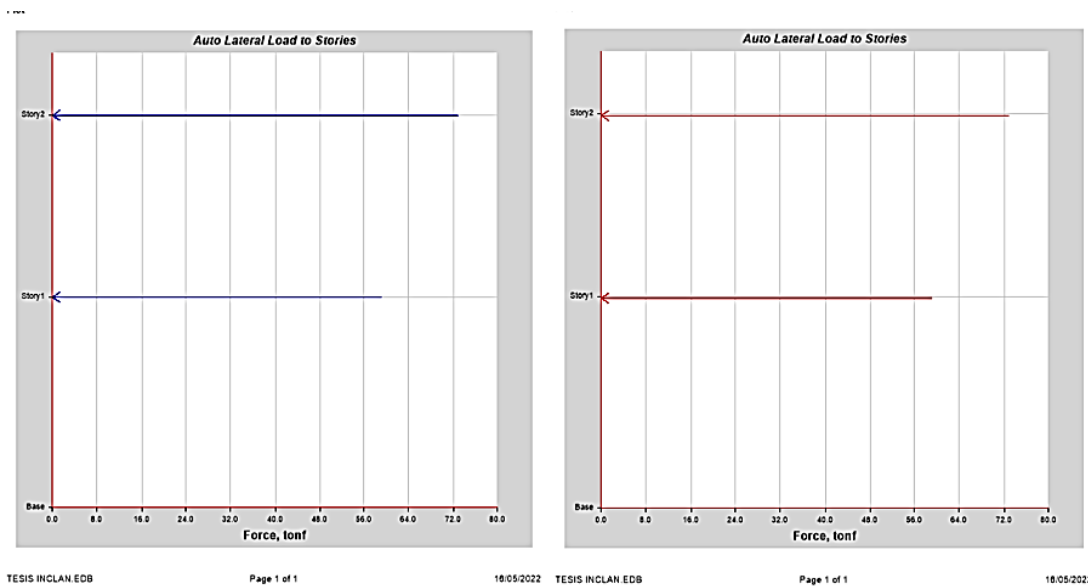 Auto Lateral Load to Stories
Story2
Story1
Base
0.0 8.0 16.0 24.0 32.0 40.0 48.0 56.0 64.0 72.0 80.0
Force, tonf
TESIS INCLAN.EDB Page 1 of 1 16/05/2022
Auto Lateral Load to Stories
Story2
Story1
Base
0.0 8.0 16.0 24.0 32.0 40.0 48.0 56.0 64.0 72.0 80.0
Force, tonf
TESIS INCLAN.EDB Page 1 of 1 16/05/202